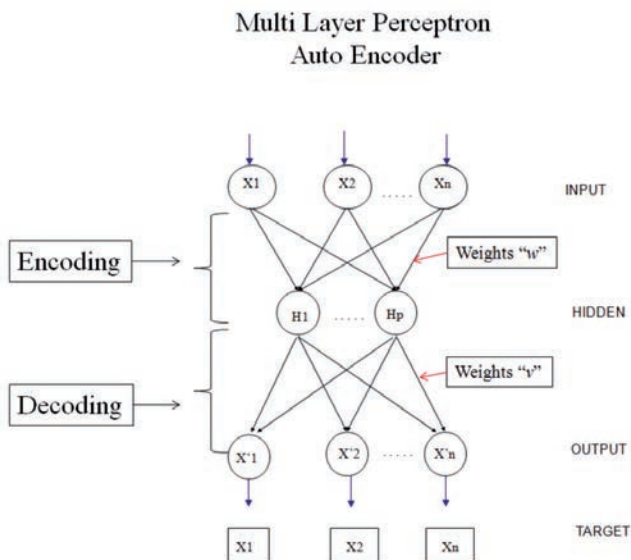 Multi Layer Perceptron
Auto Encoder
X1 X2 ..... Xn INPUT
Encoding
Weights “w”
H1 ..... Hp HIDDEN
Weights “v”
Decoding
X'1 X'2 ..... X'n OUTPUT
X1 X2 Xn TARGET